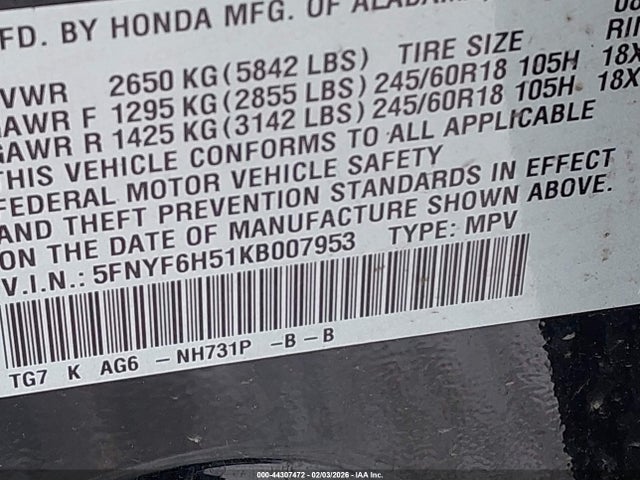 FD. BY HONDA MFG. OF ALABAM
08
VWR 2650 KG (5842 LBS) TIRE SIZE
AWR F 1295 KG (2855 LBS) 245/60R18 105H 18X
GAWR R 1425 KG (3142 LBS) 245/60R18 105H 18X
THIS VEHICLE CONFORMS TO ALL APPLICABLE
FEDERAL MOTOR VEHICLE SAFETY
AND THEFT PREVENTION STANDARDS IN EFFECT
ON THE DATE OF MANUFACTURE SHOWN ABOVE.
V.I.N.: 5FNYF6H51KB007953 TYPE: MPV
TG7 K AG6 - NH731P - B - B
000-44307472 - 02/03/2026 - IAA Inc.